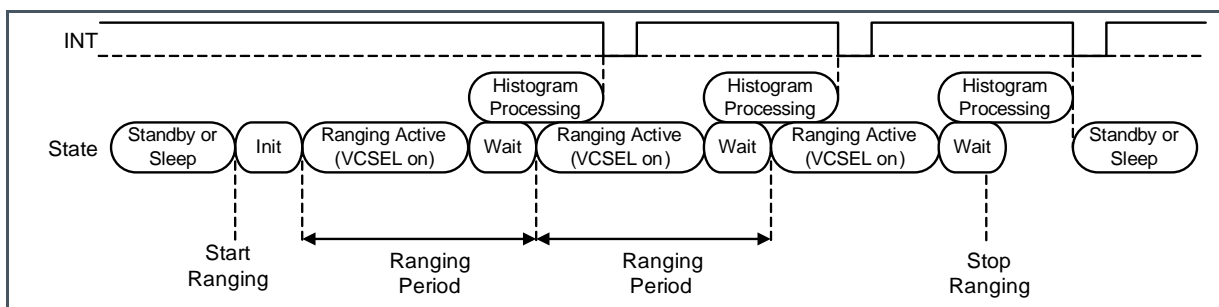 INT
Histogram
Processing
Histogram
Processing
Histogram
Processing
State
Standby or
Sleep
Init
Ranging Active
(VCSEL on)
Wait
Ranging Active
(VCSEL on)
Wait
Ranging Active
(VCSEL on)
Wait
Standby or
Sleep
Start
Ranging
Ranging
Period
Ranging
Period
Stop
Ranging